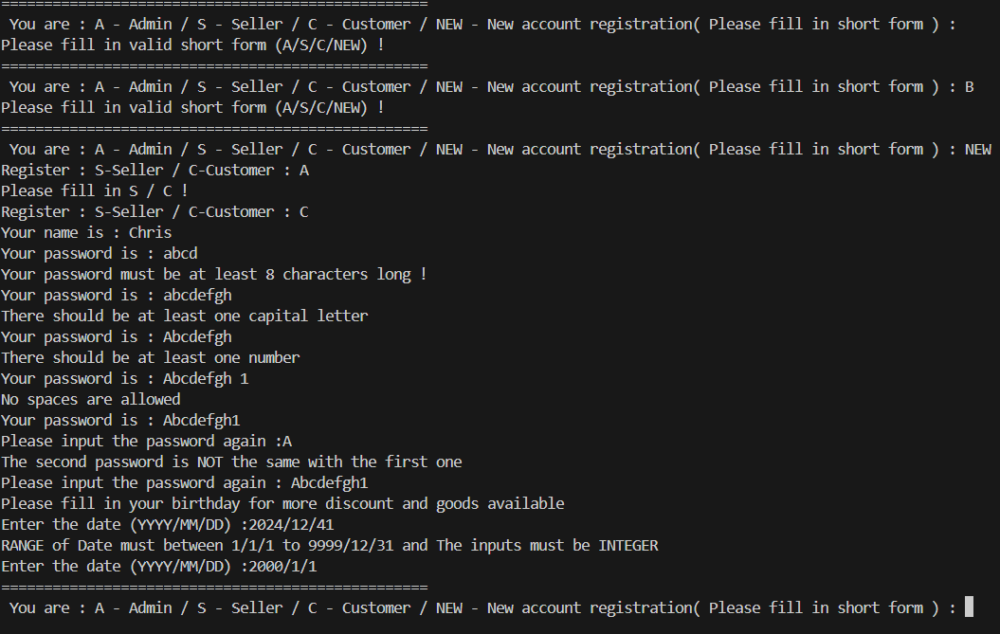 ==================================================
You are : A - Admin / S - Seller / C - Customer / NEW - New account registration( Please fill in short form ) :
Please fill in valid short form (A/S/C/NEW) !
==================================================
You are : A - Admin / S - Seller / C - Customer / NEW - New account registration( Please fill in short form ) : B
Please fill in valid short form (A/S/C/NEW) !
==================================================
You are : A - Admin / S - Seller / C - Customer / NEW - New account registration( Please fill in short form ) : NEW
Register : S-Seller / C-Customer : A
Please fill in S / C !
Register : S-Seller / C-Customer : C
Your name is : Chris
Your password is : abcd
Your password must be at least 8 characters long !
Your password is : abcdefgh
There should be at least one capital letter
Your password is : Abcdefgh
There should be at least one number
Your password is : Abcdefgh 1
No spaces are allowed
Your password is : Abcdefgh1
Please input the password again :A
The second password is NOT the same with the first one
Please input the password again : Abcdefgh1
Please fill in your birthday for more discount and goods available
Enter the date (YYYY/MM/DD) :2024/12/41
RANGE of Date must between 1/1/1 to 9999/12/31 and The inputs must be INTEGER
Enter the date (YYYY/MM/DD) :2000/1/1
==================================================
You are : A - Admin / S - Seller / C - Customer / NEW - New account registration( Please fill in short form ) :